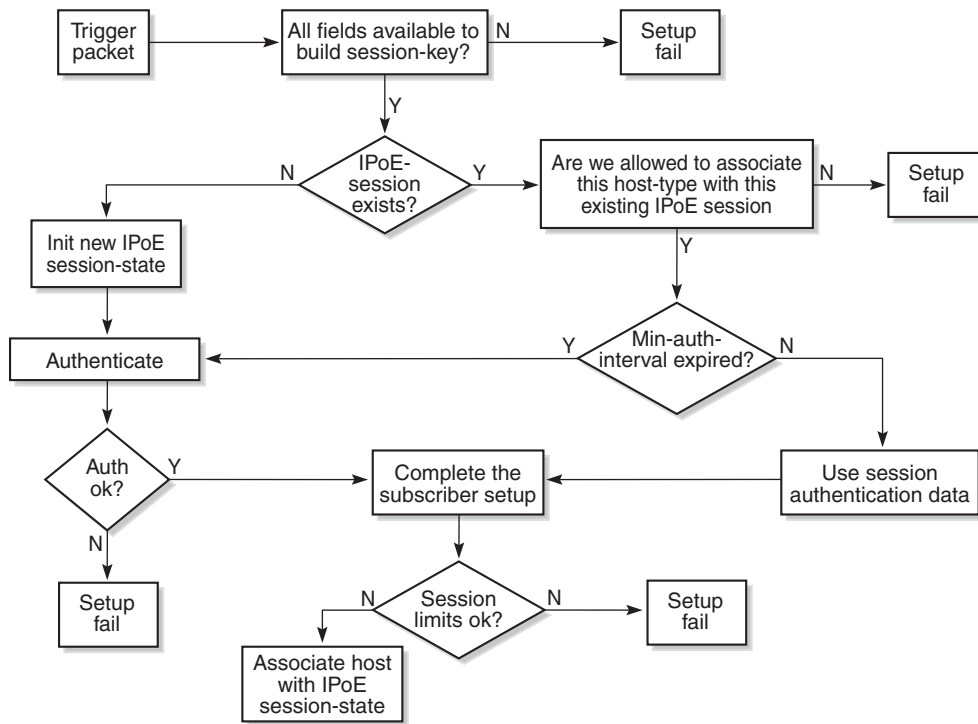 Trigger
packet
All fields available to
build session-key?
N
Setup
fail
Y
IPoE-
session
exists?
N
Y
Are we allowed to associate
this host-type with this
existing IPoE session
N
Setup
fail
Init new IPoE
session-state
Y
Authenticate
Y
Min-auth-
interval expired?
N
Auth
ok?
Y
Complete the
subscriber setup
Use session
authentication data
N
Setup
fail
N
Session
limits ok?
N
Setup
fail
Associate host
with IPoE
session-state